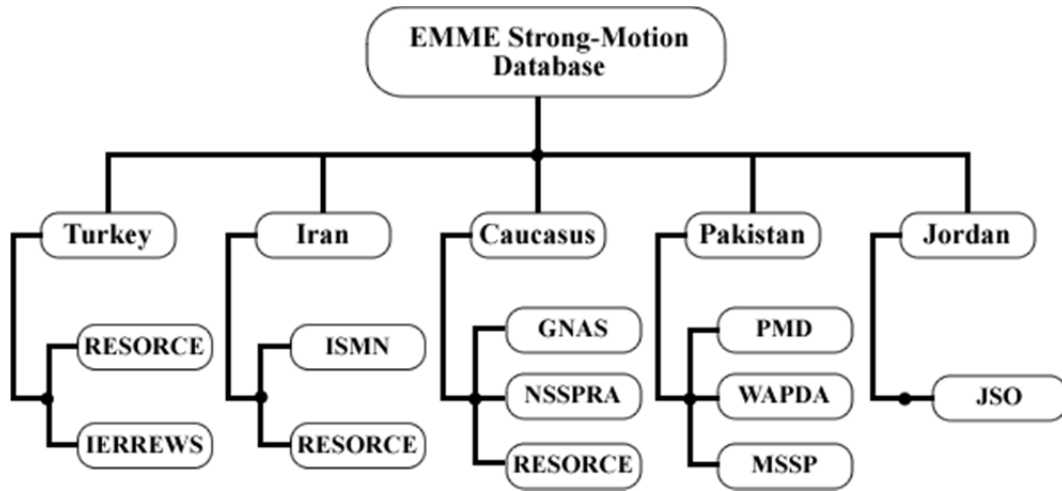 EMME Strong-Motion
Database
Turkey
Iran
Caucasus
Pakistan
Jordan
RESORCE
IERREWS
ISMN
RESORCE
GNAS
NSSPRA
RESORCE
PMD
WAPDA
MSSP
JSO